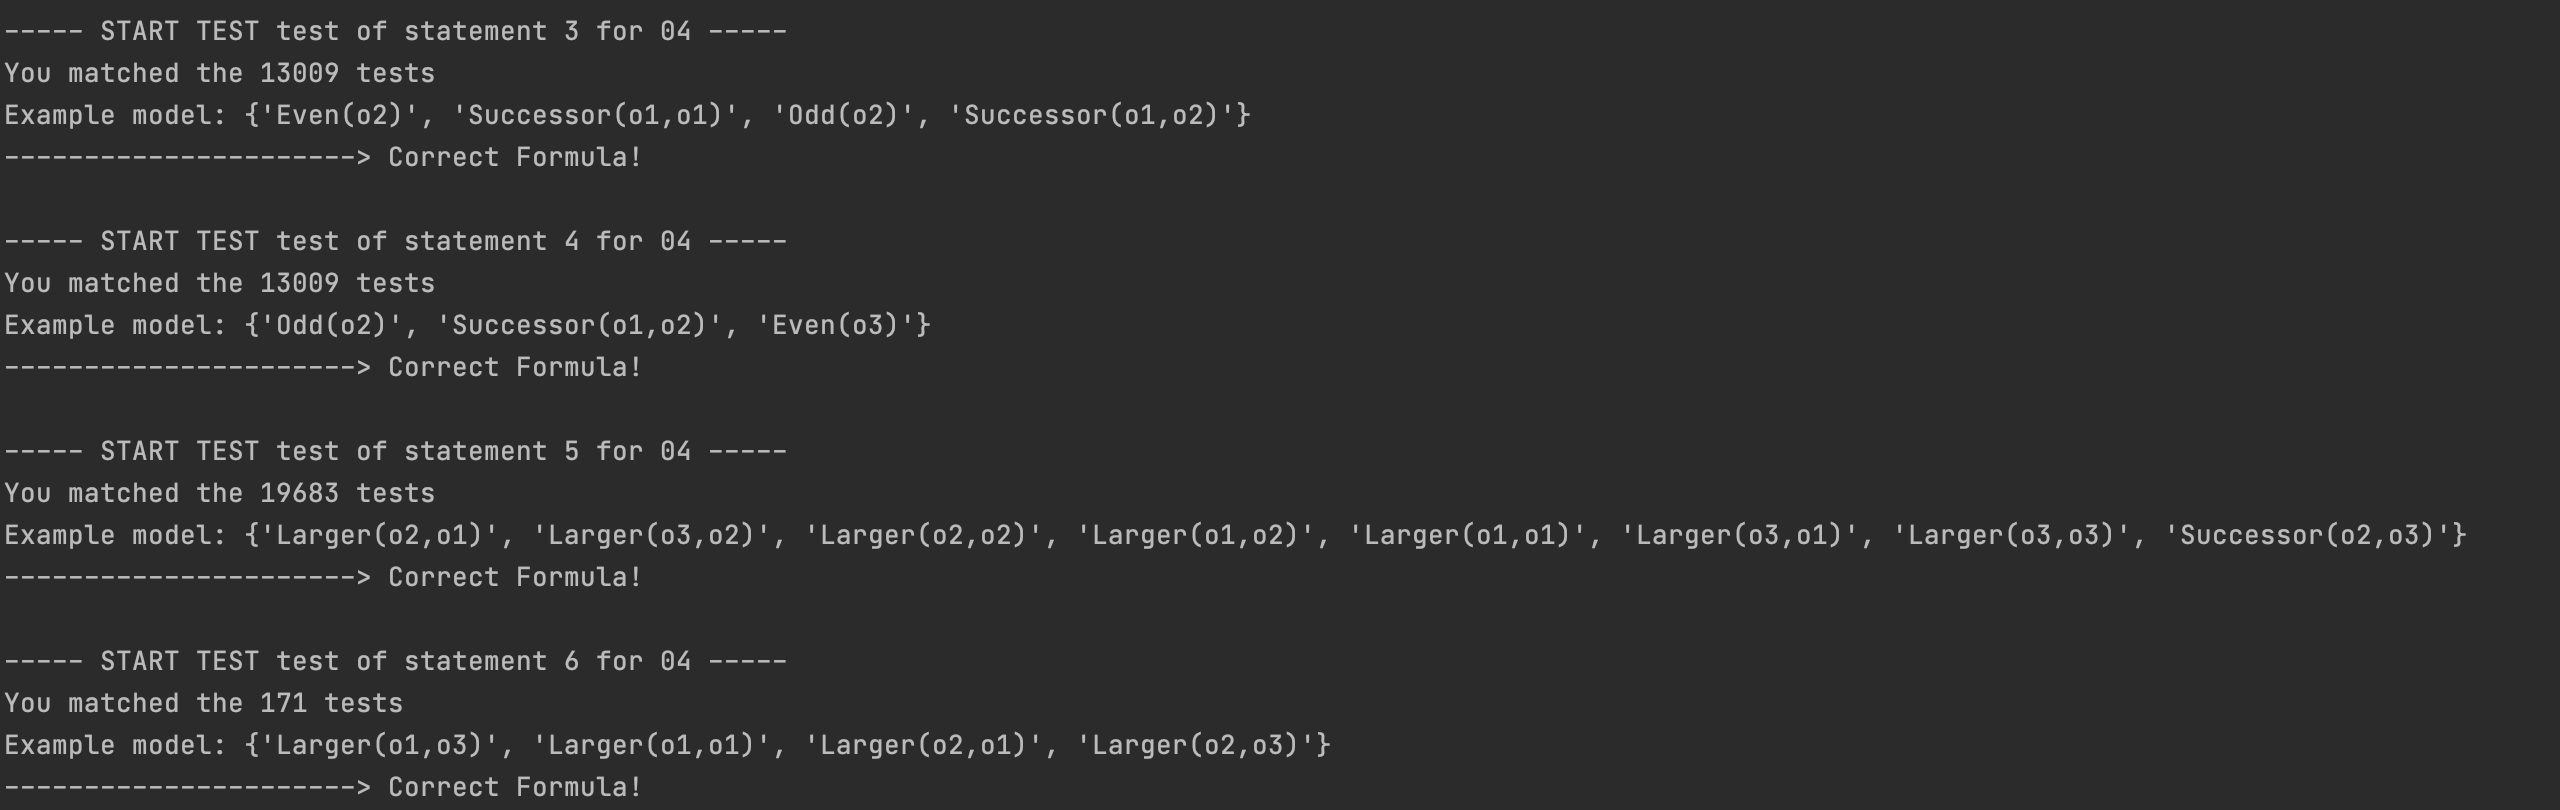 ----- START TEST test of statement 3 for 04 -----
You matched the 13009 tests
Example model: {'Even(o2)', 'Successor(o1,o1)', 'Odd(o2)', 'Successor(o1,o2)'}
----------------------> Correct Formula!
----- START TEST test of statement 4 for 04 -----
You matched the 13009 tests
Example model: {'Odd(o2)', 'Successor(o1,o2)', 'Even(o3)'}
----------------------> Correct Formula!
----- START TEST test of statement 5 for 04 -----
You matched the 19683 tests
Example model: {'Larger(o2,o1)', 'Larger(o3,o2)', 'Larger(o2,o2)', 'Larger(o1,o2)', 'Larger(o1,o1)', 'Larger(o3,o1)', 'Larger(o3,o3)', 'Successor(o2,o3)'}
----------------------> Correct Formula!
----- START TEST test of statement 6 for 04 -----
You matched the 171 tests
Example model: {'Larger(o1,o3)', 'Larger(o1,o1)', 'Larger(o2,o1)', 'Larger(o2,o3)'}
----------------------> Correct Formula!